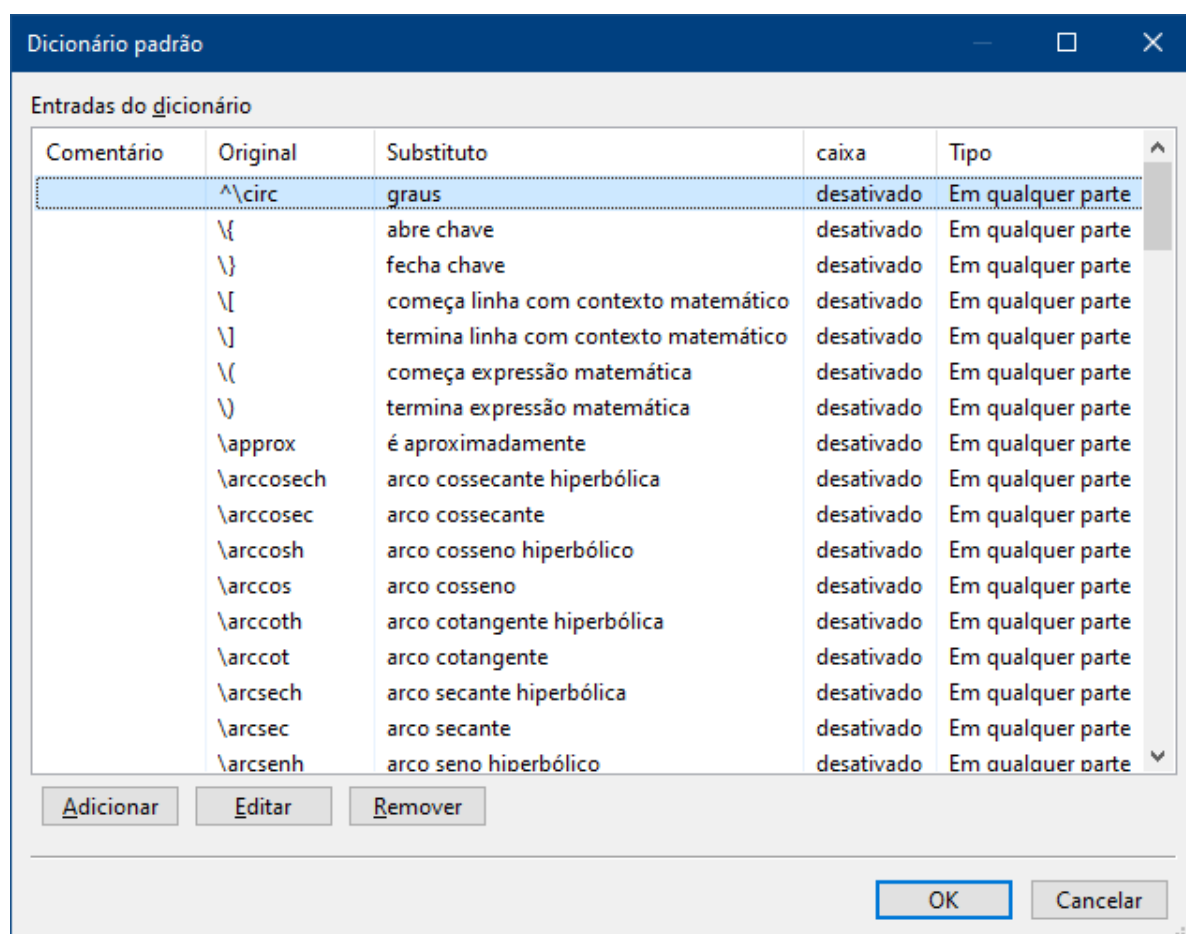 Dicionário padrão
Entradas do dicionário
Comentário Original Substituto caixa Tipo
^\circ graus desativado Em qualquer parte
\{ abre chave desativado Em qualquer parte
\} fecha chave desativado Em qualquer parte
\[ começa linha com contexto matemático desativado Em qualquer parte
\] termina linha com contexto matemático desativado Em qualquer parte
\( começa expressão matemática desativado Em qualquer parte
\) termina expressão matemática desativado Em qualquer parte
\approx é aproximadamente desativado Em qualquer parte
\arccosech arco cossecante hiperbólica desativado Em qualquer parte
\arccosec arco cossecante desativado Em qualquer parte
\arccosh arco cosseno hiperbólico desativado Em qualquer parte
\arccos arco cosseno desativado Em qualquer parte
\arccoth arco cotangente hiperbólica desativado Em qualquer parte
\arccot arco cotangente desativado Em qualquer parte
\arcsech arco secante hiperbólica desativado Em qualquer parte
\arcsec arco secante desativado Em qualquer parte
\arcsenh arco seno hiperbólico desativado Em qualquer parte
Adicionar Editar Remover
OK Cancelar